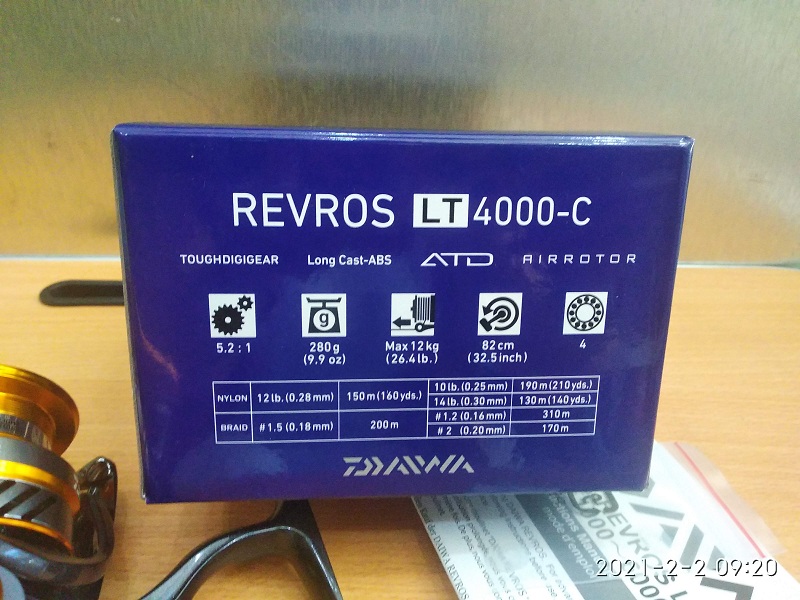 REVROS LT 4000-C
TOUGHDIGIGEAR Long Cast-ABS ATD AIRROTOR
5.2 : 1 280g Max 12 kg 82 cm 4
(9.9 oz) (26.4lb.) (32.5 inch)
NYLON 12 lb. (0.28 mm) 150 m (160 yds.) 10 lb. (0.25 mm) 190 m (210 yds.)
14 lb. (0.30 mm) 130 m (140 yds.)
BRAID #1.5 (0.18 mm) 200 m #1.2 (0.16 mm) 310 m
#2 (0.20 mm) 170 m
DAIWA
REVROS
2021-2-2 09:20